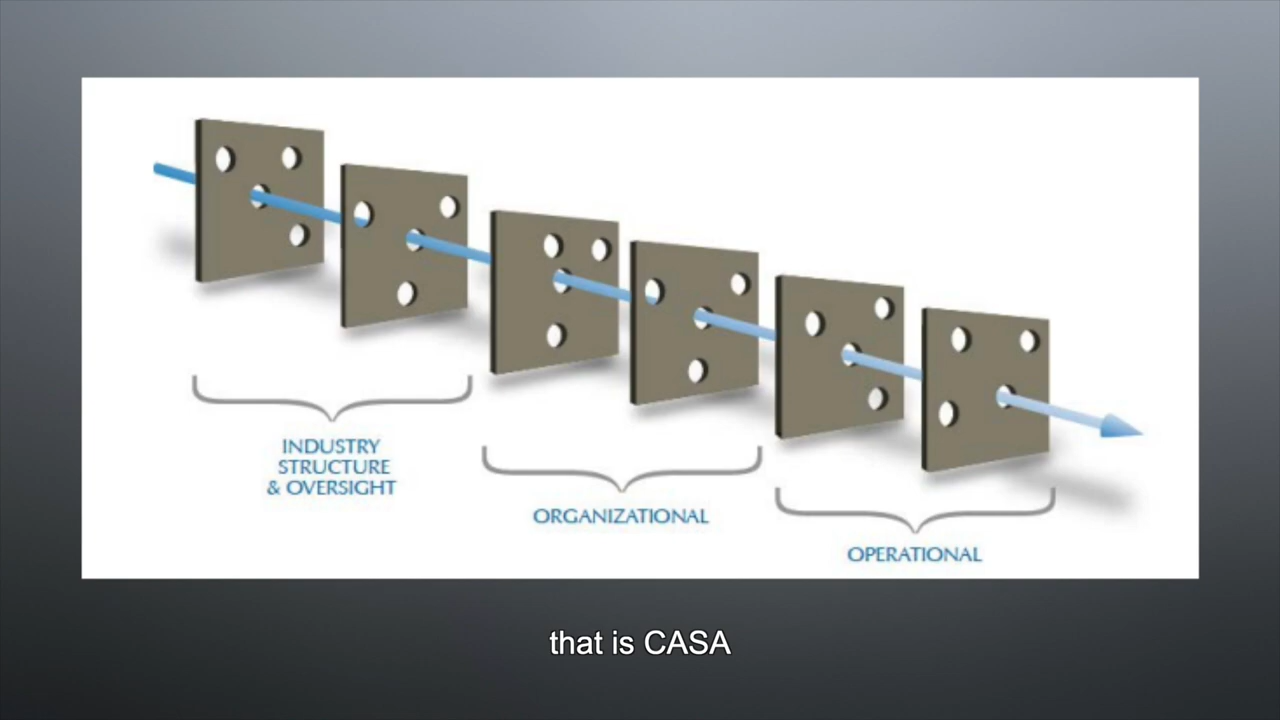 INDUSTRY
STRUCTURE
& OVERSIGHT
ORGANIZATIONAL
OPERATIONAL
that is CASA